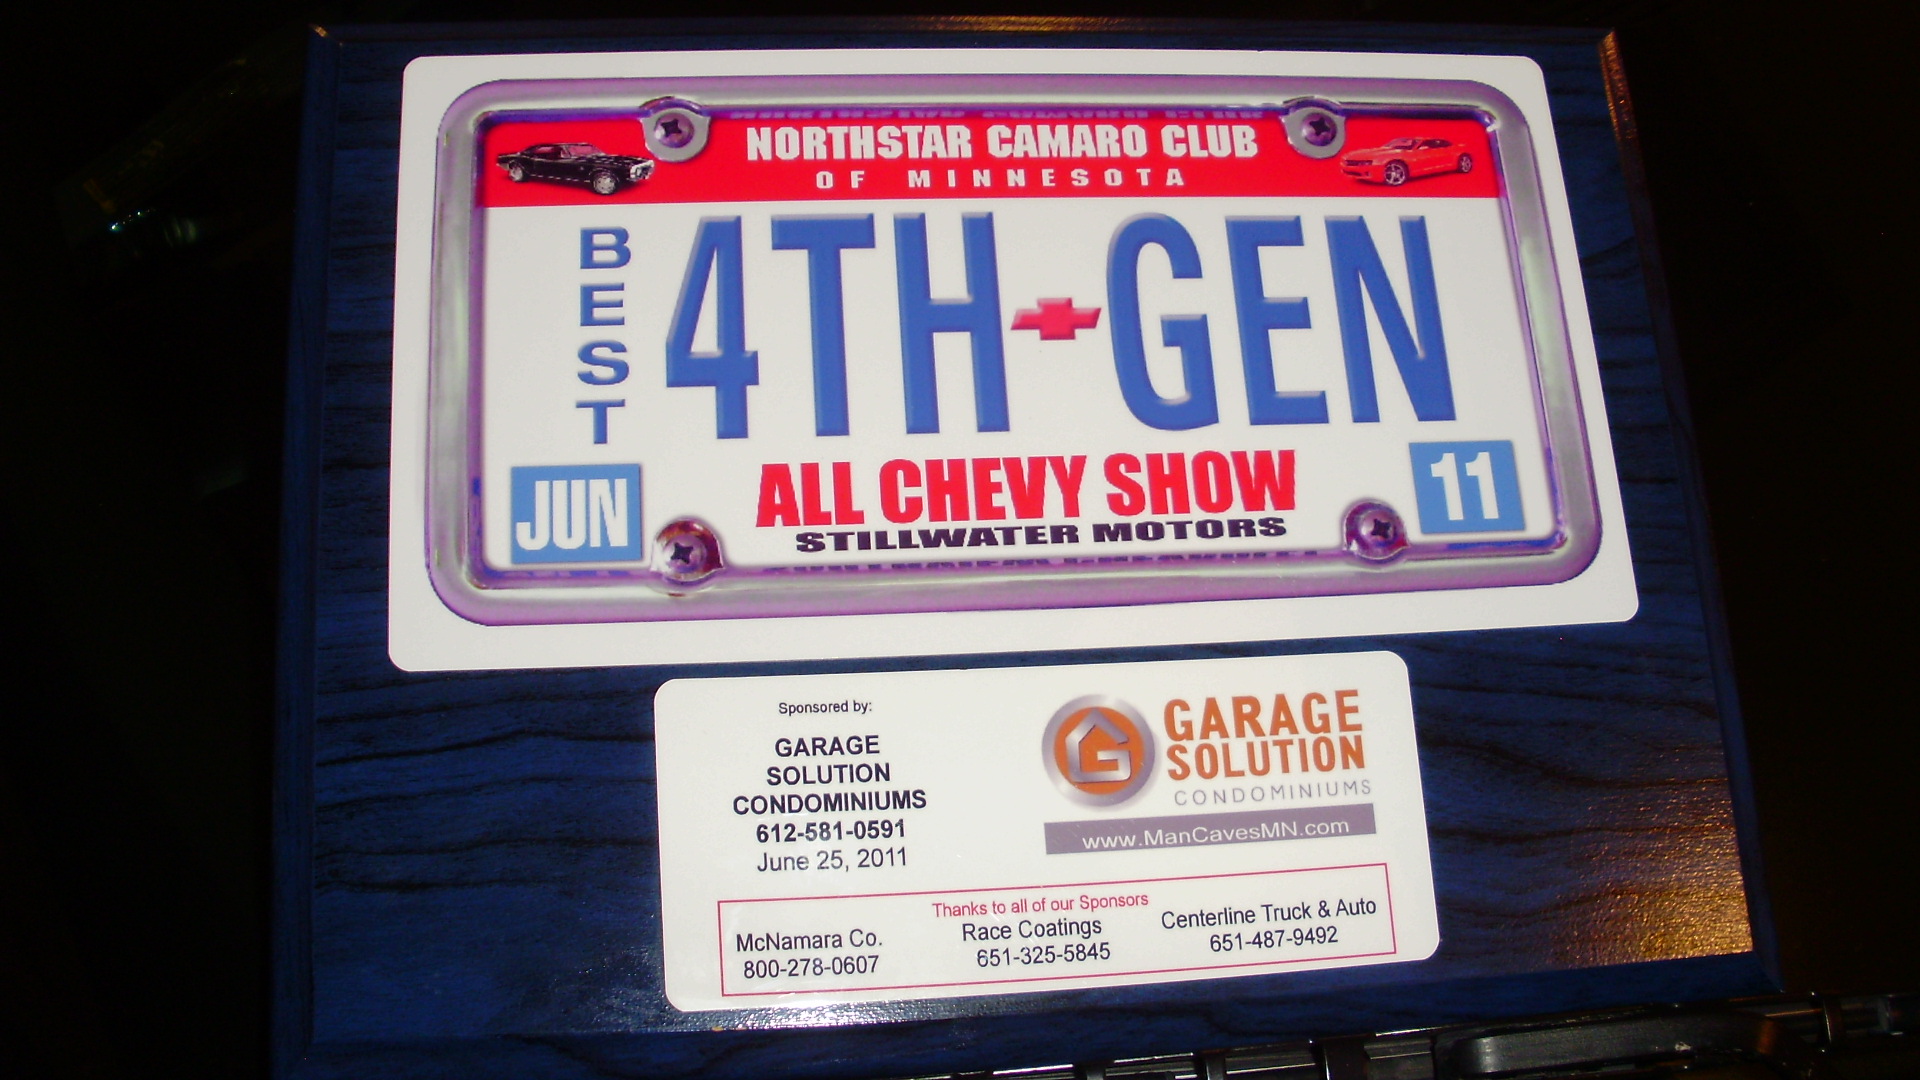 NORTHSTAR CAMARO CLUB
OF MINNESOTA
BEST
4TH-GEN
JUN
11
ALL CHEVY SHOW
STILLWATER MOTORS
Sponsored by:
GARAGE
SOLUTION
CONDOMINIUMS
612-581-0591
June 25, 2011
GARAGE
SOLUTION
CONDOMINIUMS
www.ManCavesMN.com
Thanks to all of our Sponsors
McNamara Co.
800-278-0607
Race Coatings
651-325-5845
Centerline Truck & Auto
651-487-9492